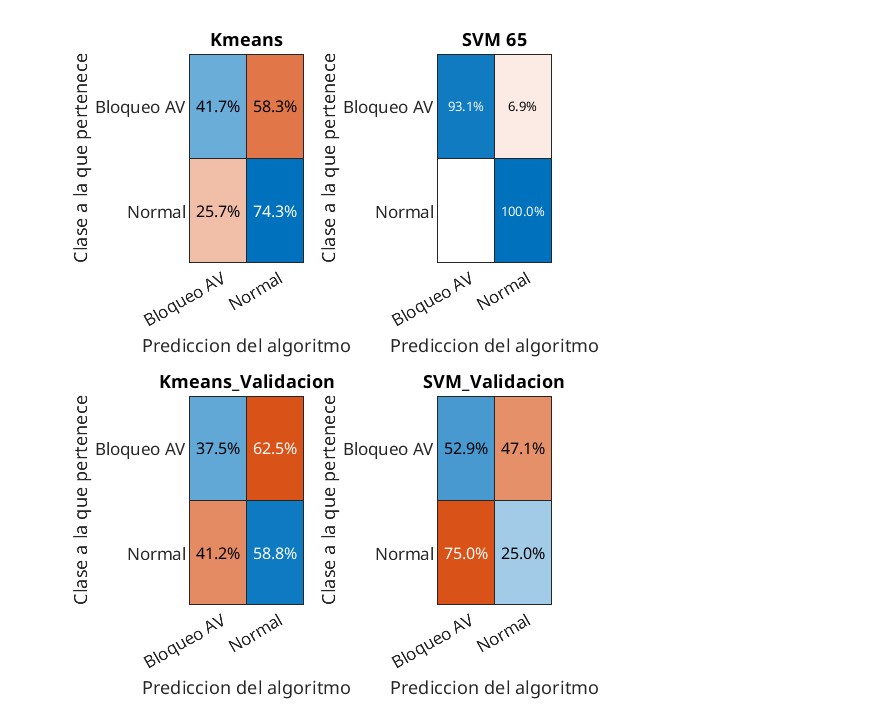 Kmeans
Clase a la que pertenece
Bloqueo AV 41.7% 58.3%
Normal 25.7% 74.3%
Bloqueo AV Normal
Prediccion del algoritmo
SVM 65
Clase a la que pertenece
Bloqueo AV 93.1% 6.9%
Normal 100.0%
Bloqueo AV Normal
Prediccion del algoritmo
Kmeans_Validacion
Clase a la que pertenece
Bloqueo AV 37.5% 62.5%
Normal 41.2% 58.8%
Bloqueo AV Normal
Prediccion del algoritmo
SVM_Validacion
Clase a la que pertenece
Bloqueo AV 52.9% 47.1%
Normal 75.0% 25.0%
Bloqueo AV Normal
Prediccion del algoritmo